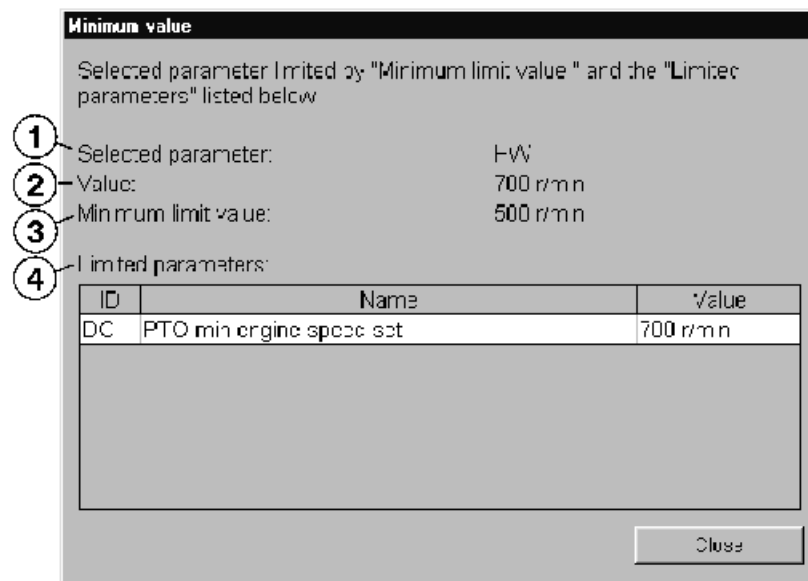 Minimum value
Selected parameter limited by "Minimum limit value " and the "Limited
parameters" listed below
1
Selected parameter: HW
2 Value: 700 r/min
3 Minimum limit value: 500 r/min
4 Limited parameters:
ID Name Value
DC PTO min engine speed set 700 r/min
Close